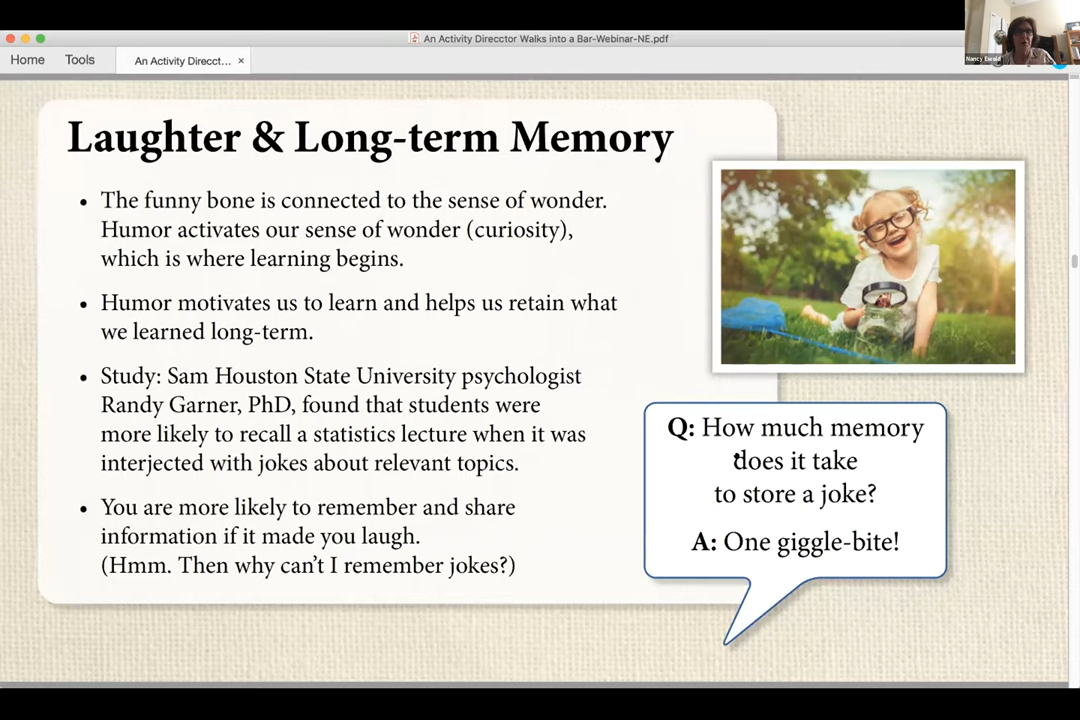 An Activity Direcctor Walks into a Bar-Webinar-NE.pdf
Home Tools An Activity Direcct... ×
Nancy Ewald
Laughter & Long-term Memory
• The funny bone is connected to the sense of wonder.
Humor activates our sense of wonder (curiosity),
which is where learning begins.
• Humor motivates us to learn and helps us retain what
we learned long-term.
• Study: Sam Houston State University psychologist
Randy Garner, PhD, found that students were
more likely to recall a statistics lecture when it was
interjected with jokes about relevant topics.
• You are more likely to remember and share
information if it made you laugh.
(Hmm. Then why can’t I remember jokes?)
Q: How much memory
does it take
to store a joke?
A: One giggle-bite!